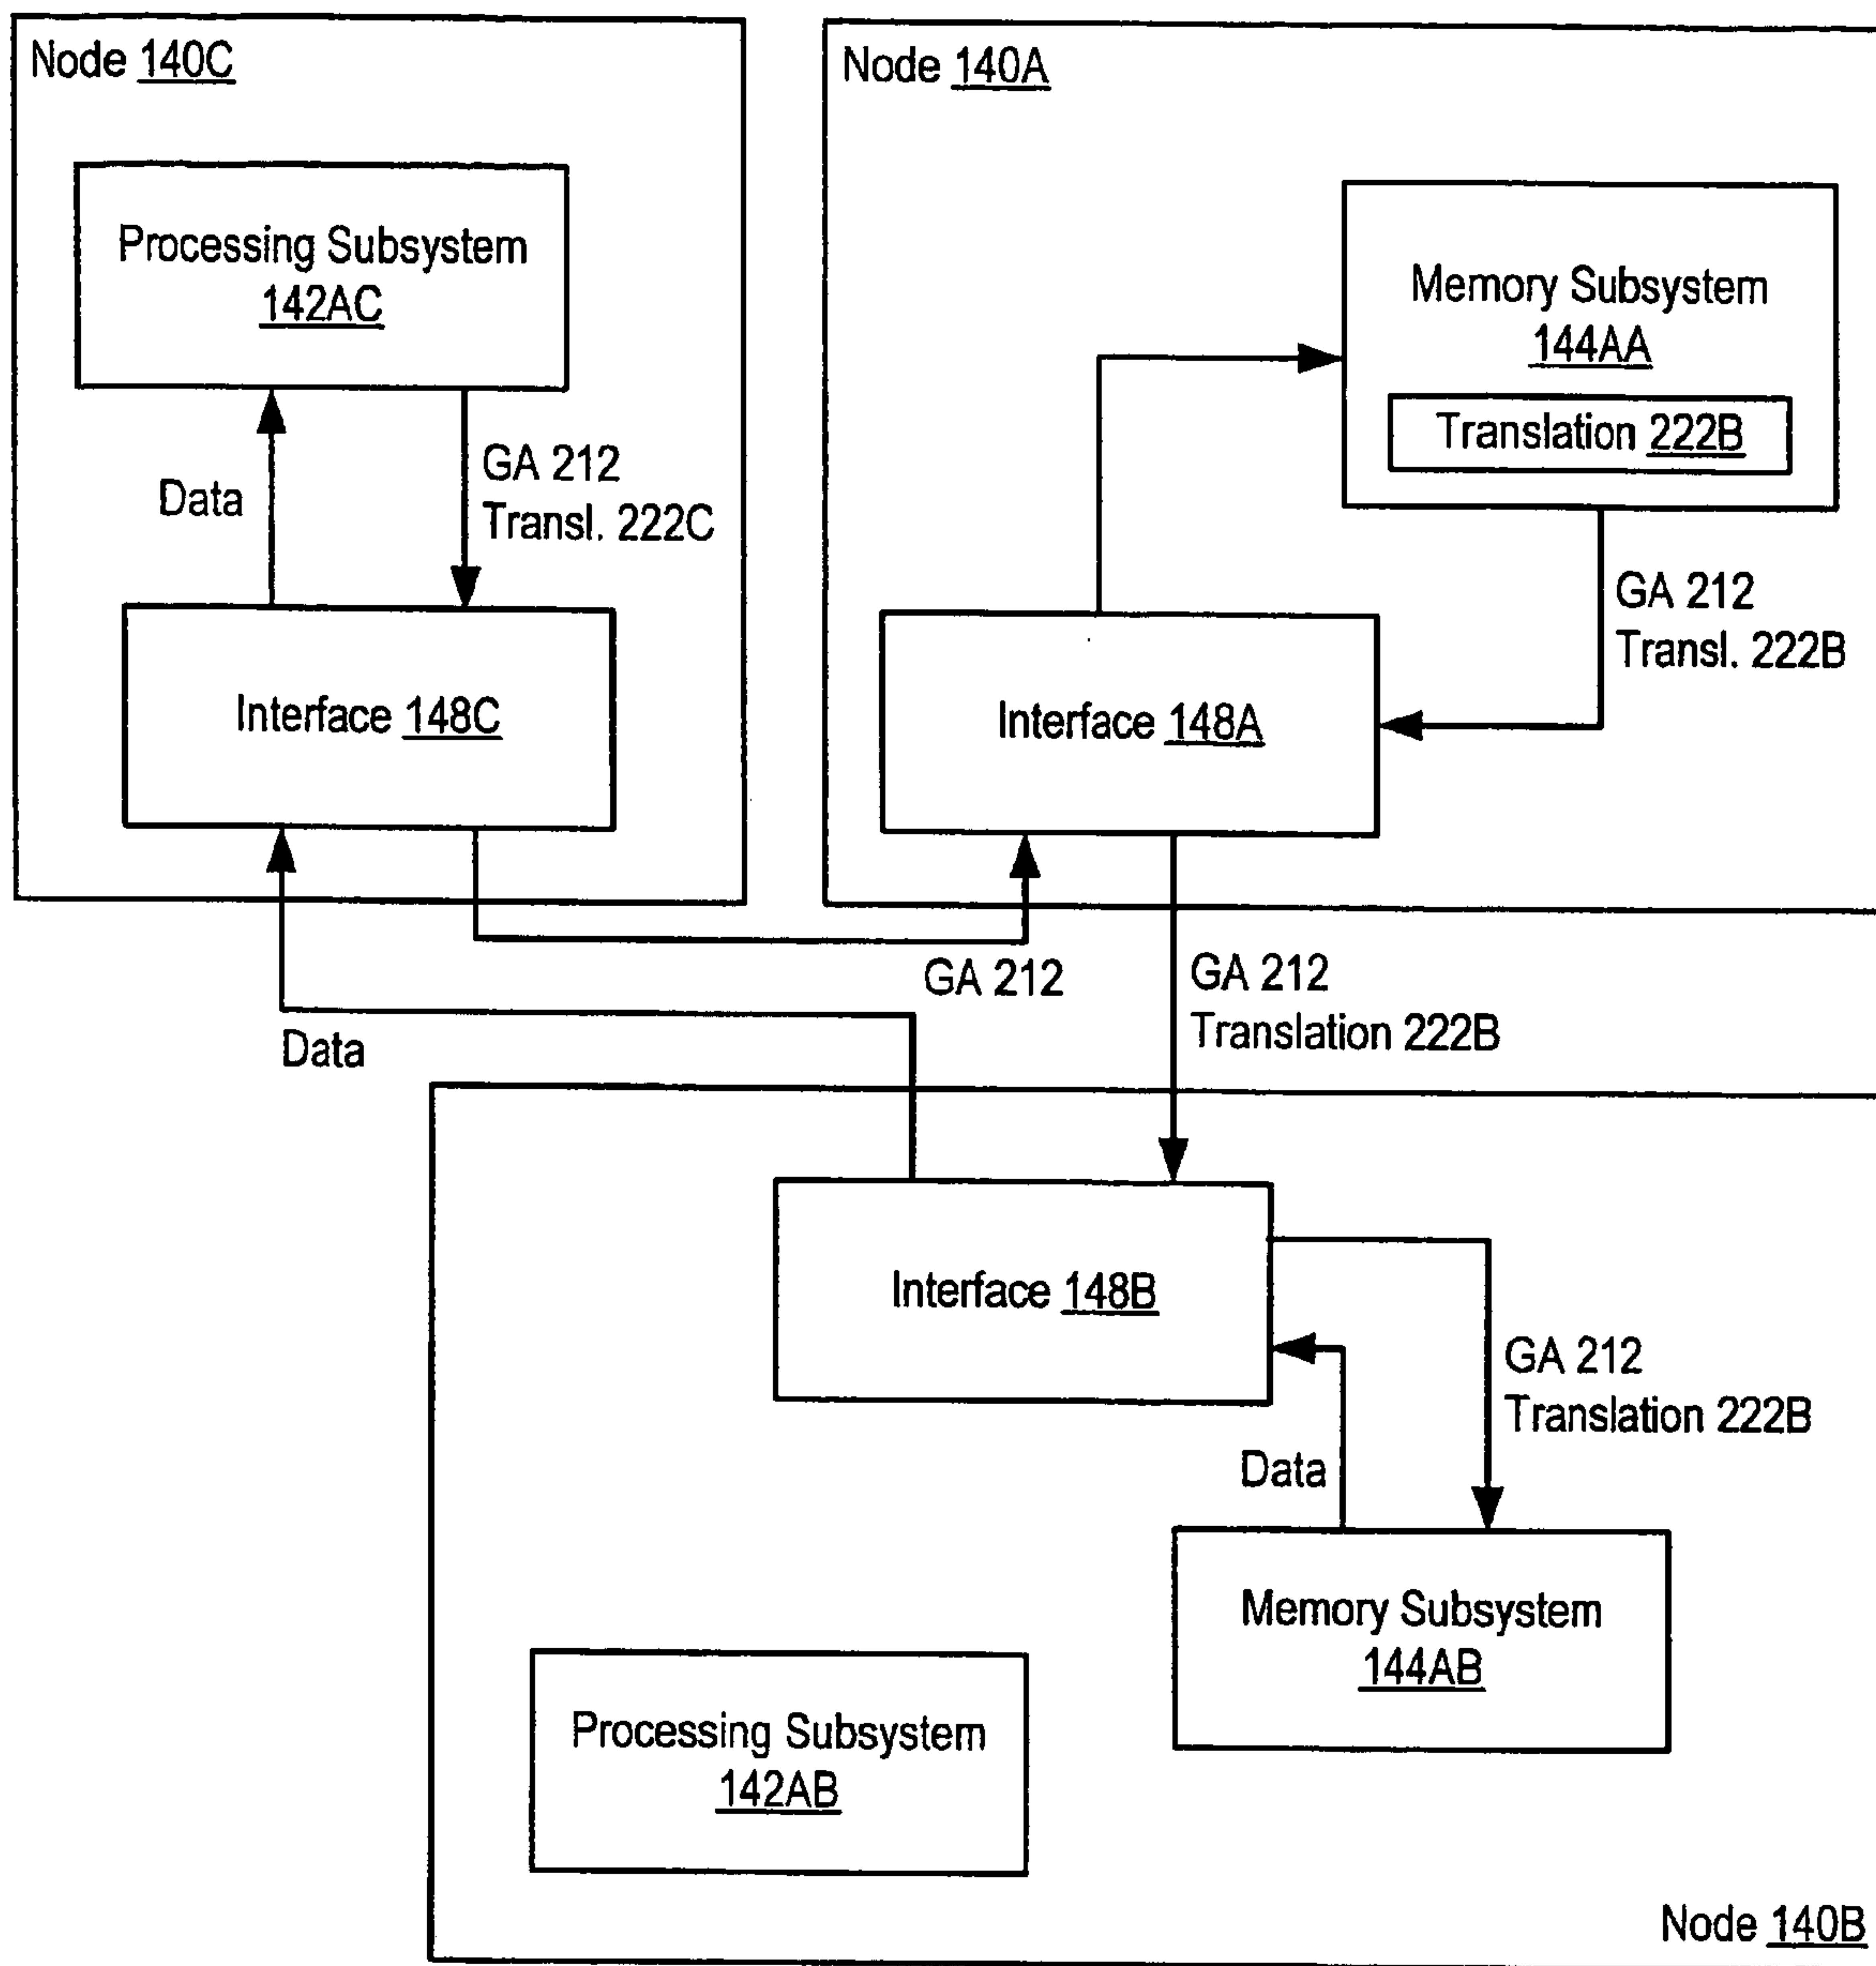 Node 140C
Processing Subsystem
142AC
Data
GA 212
Transl. 222C
Interface 148C
Node 140A
Memory Subsystem
144AA
Translation 222B
GA 212
Transl. 222B
Interface 148A
GA 212
GA 212
Translation 222B
Data
Interface 148B
GA 212
Translation 222B
Data
Memory Subsystem
144AB
Processing Subsystem
142AB
Node 140B